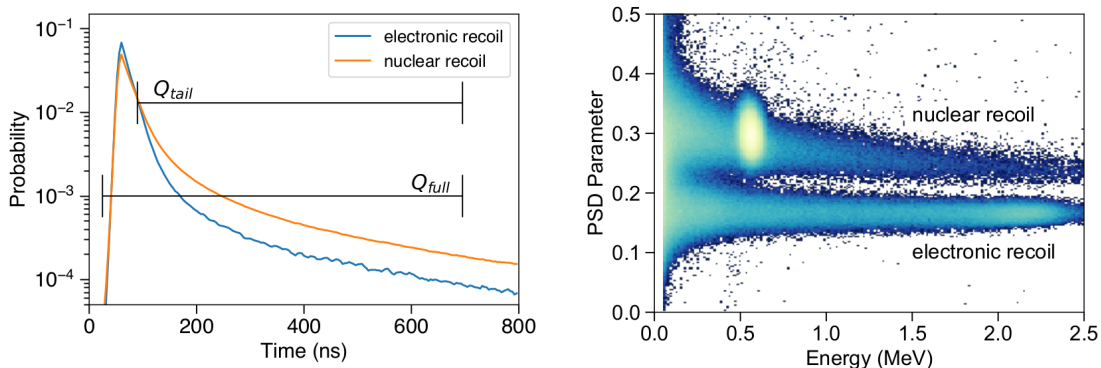 10⁻¹
10⁻²
10⁻³
10⁻⁴
Probability
electronic recoil
nuclear recoil
Q_tail
Q_full
0 200 400 600 800
Time (ns)
0.5
0.4
0.3
0.2
0.1
0.0
PSD Parameter
nuclear recoil
electronic recoil
0.0 0.5 1.0 1.5 2.0 2.5
Energy (MeV)